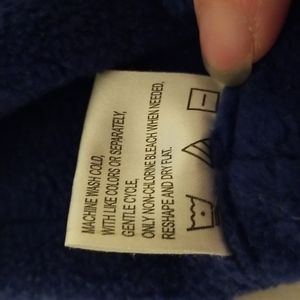 MACHINE WASH COLD,
WITH LIKE COLORS OR SEPARATELY,
GENTLE CYCLE,
ONLY NON-CHLORINE BLEACH WHEN NEEDED,
RESHAPE AND DRY FLAT.